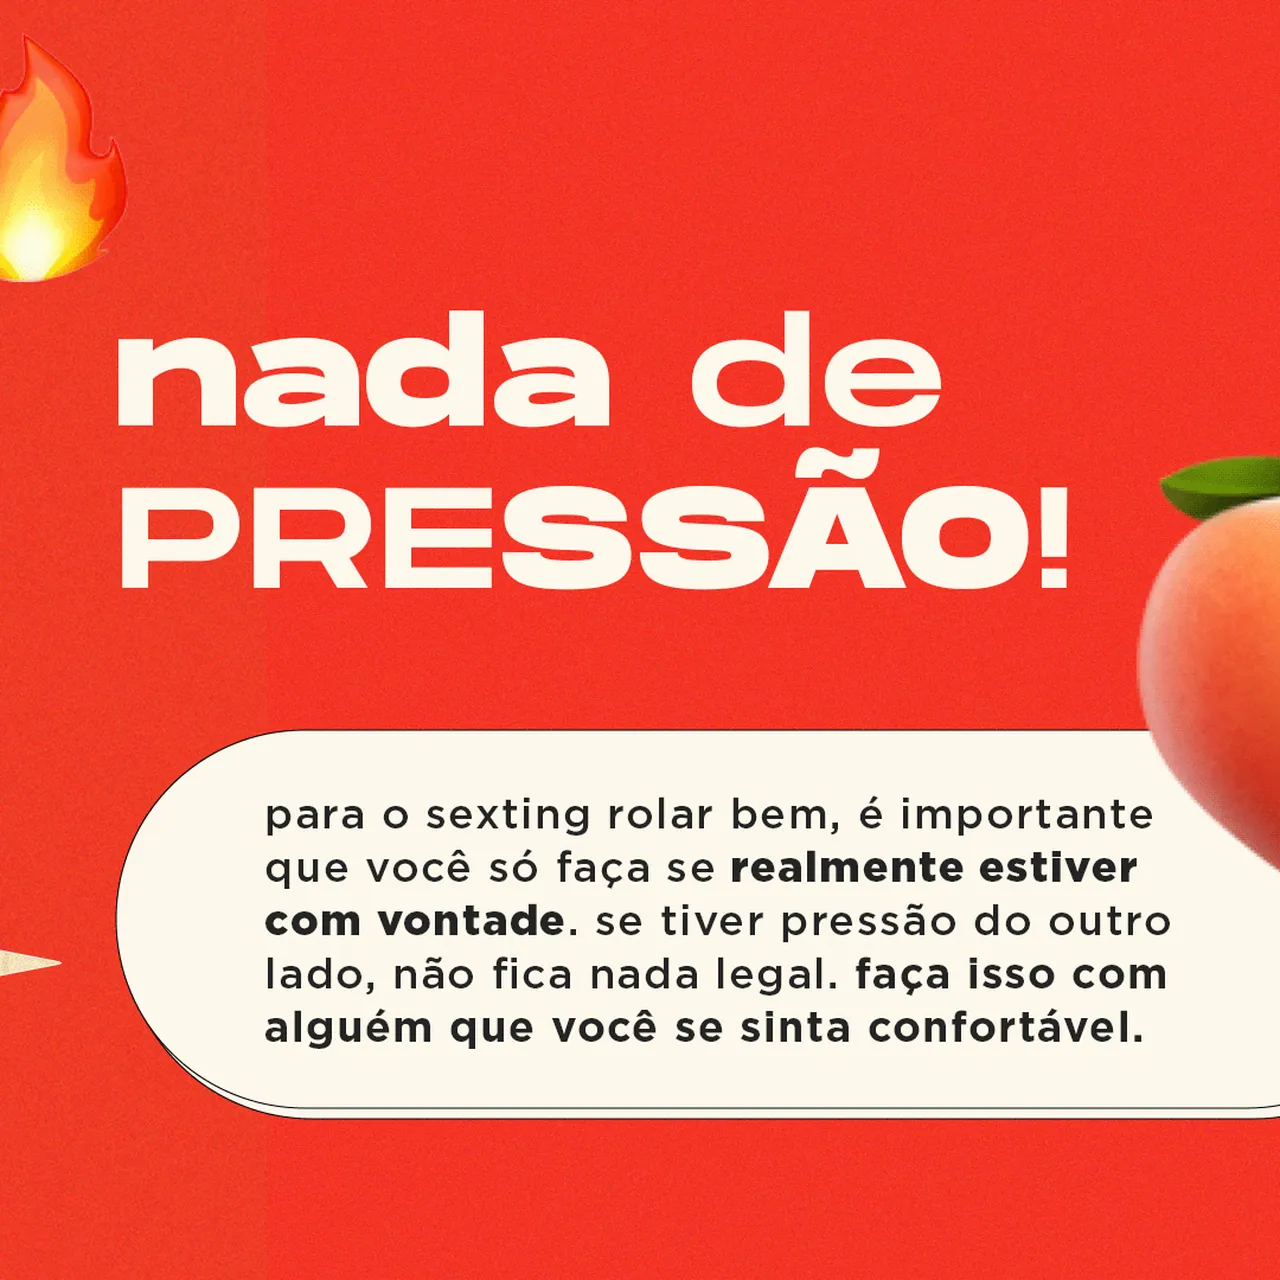 nada de
PRESSÃO!
para o sexting rolar bem, é importante
que você só faça se realmente estiver
com vontade. se tiver pressão do outro
lado, não fica nada legal. faça isso com
alguém que você se sinta confortável.